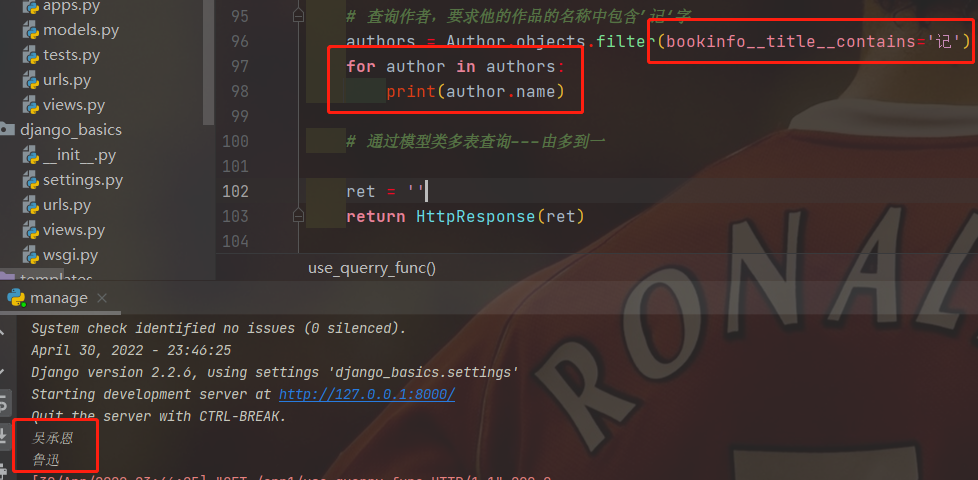 apps.py
models.py
tests.py
urls.py
views.py
django_basics
__init__.py
settings.py
urls.py
views.py
wsgi.py
templates
95 # 查询作者，要求他的作品的名称中包含'记'字
96 authors = Author.objects.filter(bookinfo__title__contains='记')
97 for author in authors:
98 print(author.name)
99
100 # 通过模型类多表查询---由多到一
101
102 ret = ''
103 return HttpResponse(ret)
104
use_querry_func()
RONAL
manage
System check identified no issues (0 silenced).
April 30, 2022 - 23:46:25
Django version 2.2.6, using settings 'django_basics.settings'
Starting development server at http://127.0.0.1:8000/
Quit the server with CTRL-BREAK.
吴承恩
鲁迅